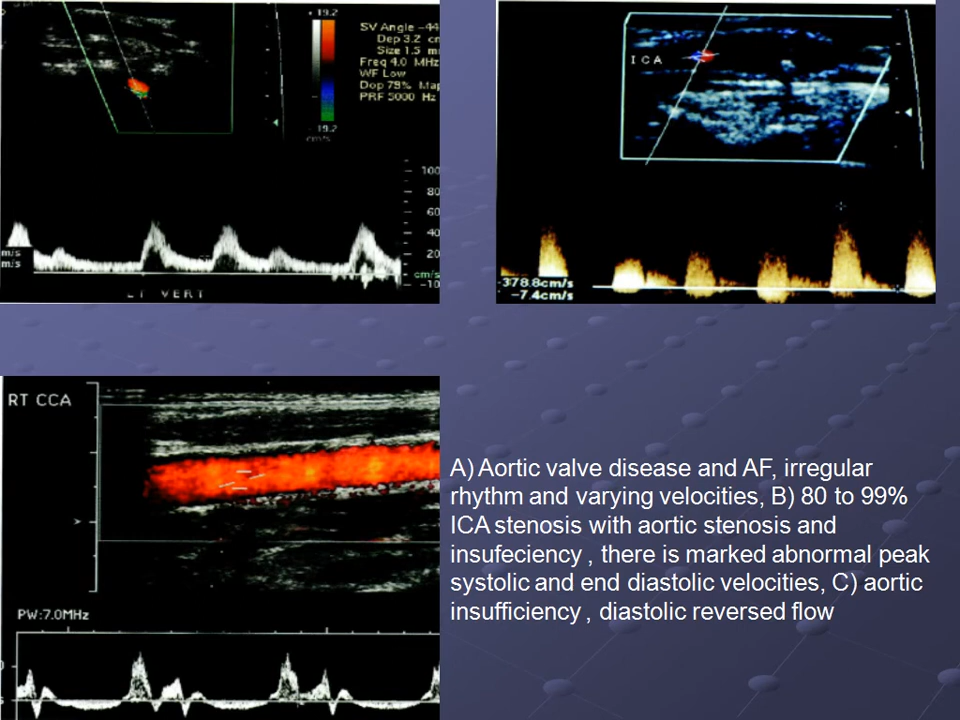 + 19.2
SV Angle -44
Dep 3.2 cm
Size 1.5 m
Freq 4.0 MHz
WF Low
Dop 79% Map
PRF 5000 Hz
- 19.2
cm/s
100
80
60
40
20
cm/s
-10
m/s
m/s
LT VERT
ICA
-378.8cm/s
-7.4cm/s
RT CCA
PW:7.0MHz
A) Aortic valve disease and AF, irregular
rhythm and varying velocities, B) 80 to 99%
ICA stenosis with aortic stenosis and
insufeciency , there is marked abnormal peak
systolic and end diastolic velocities, C) aortic
insufficiency , diastolic reversed flow